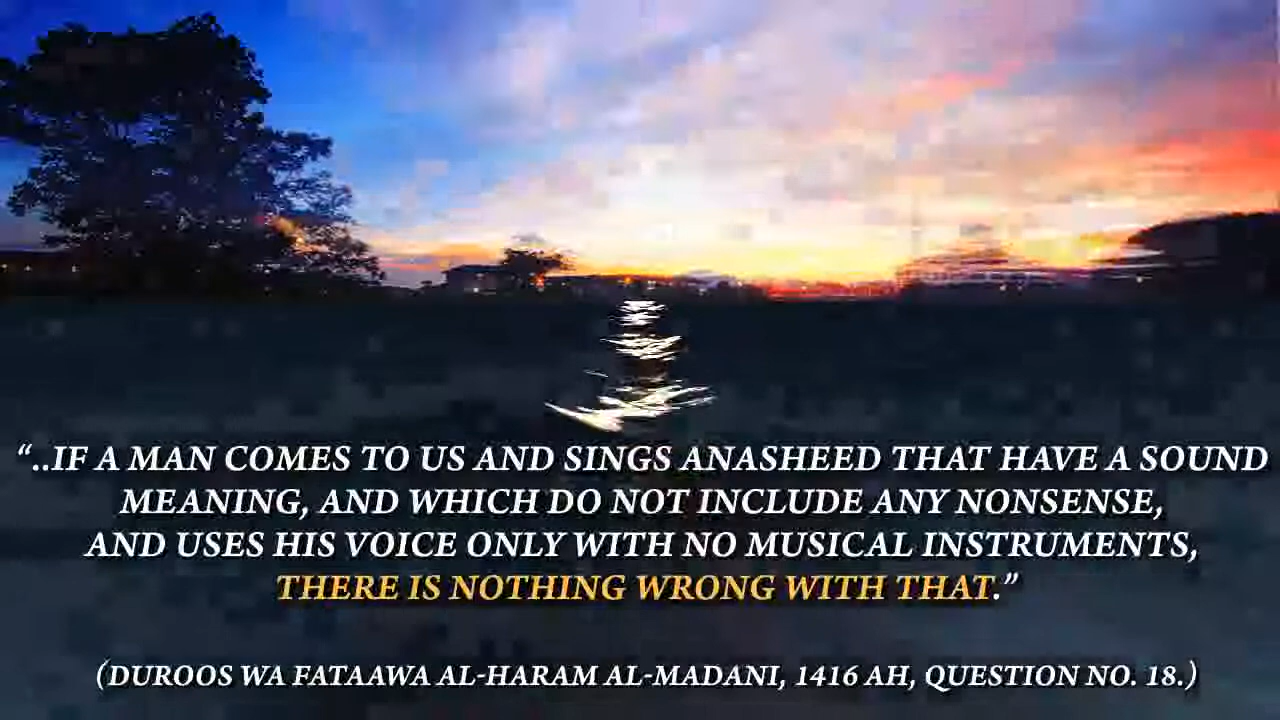 “..IF A MAN COMES TO US AND SINGS ANASHEED THAT HAVE A SOUND
MEANING, AND WHICH DO NOT INCLUDE ANY NONSENSE,
AND USES HIS VOICE ONLY WITH NO MUSICAL INSTRUMENTS,
THERE IS NOTHING WRONG WITH THAT.”
(DUROOS WA FATAAWA AL-HARAM AL-MADANI, 1416 AH, QUESTION NO. 18.)